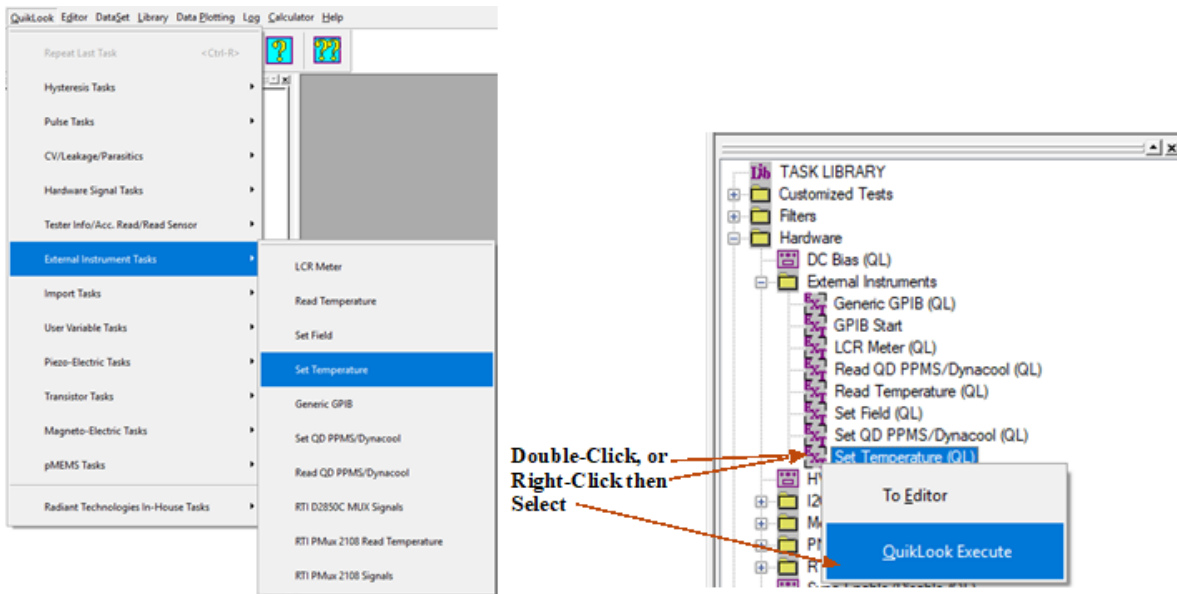 QuikLook Editor DataSet Library Data Plotting Log Calculator Help
Repeat Last Task <Ctrl-R>
Hysteresis Tasks
Pulse Tasks
CV/Leakage/Parasitics
Hardware Signal Tasks
Tester Info/Acc. Read/Read Sensor
External Instrument Tasks
Import Tasks
User Variable Tasks
Piezo-Electric Tasks
Transistor Tasks
Magneto-Electric Tasks
pMEMS Tasks
Radiant Technologies In-House Tasks
LCR Meter
Read Temperature
Set Field
Set Temperature
Generic GPIB
Set QD PPMS/Dynacool
Read QD PPMS/Dynacool
RTI D2850C MUX Signals
RTI PMux 2108 Read Temperature
RTI PMux 2108 Signals
Double-Click, or
Right-Click then
Select
TASK LIBRARY
Customized Tests
Filters
Hardware
DC Bias (QL)
External Instruments
Generic GPIB (QL)
GPIB Start
LCR Meter (QL)
Read QD PPMS/Dynacool (QL)
Read Temperature (QL)
Set Field (QL)
Set QD PPMS/Dynacool (QL)
Set Temperature (QL)
To Editor
QuikLook Execute